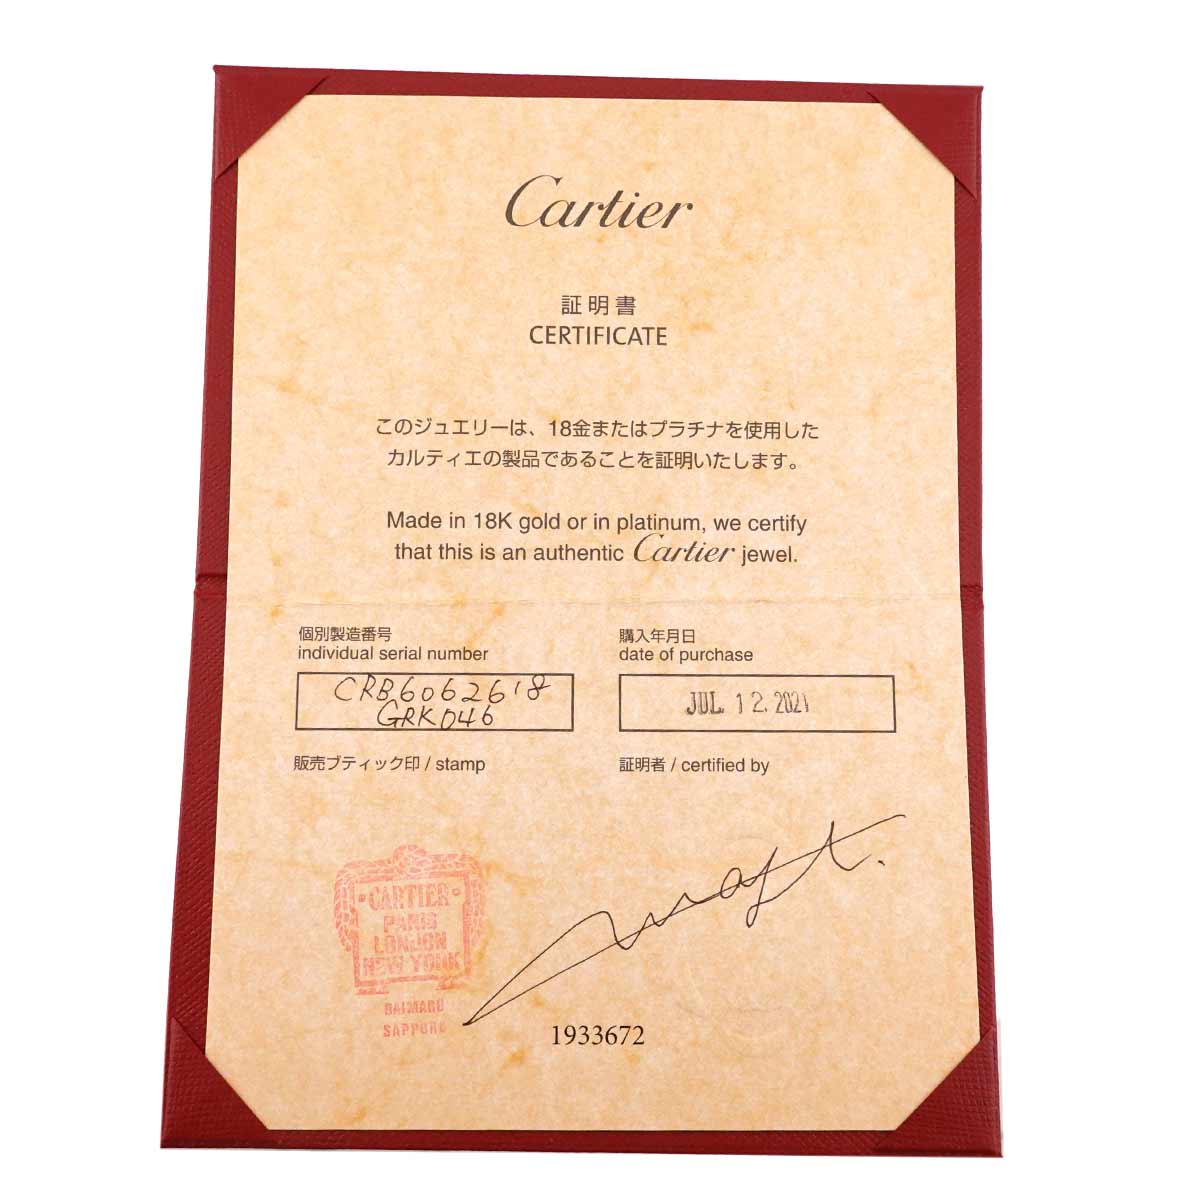 Cartier
証明書
CERTIFICATE
このジュエリーは、18金またはプラチナを使用した
カルティエの製品であることを証明いたします。
Made in 18K gold or in platinum, we certify
that this is an authentic Cartier jewel.
個別製造番号
individual serial number
CRB6062618
GRK046
購入年月日
date of purchase
JUL 12. 2021
販売ブティック印 / stamp
証明者 / certified by
CARTIER
PARIS
LONDON
NEW YORK
DAIMARU
SAPPORO
1933672